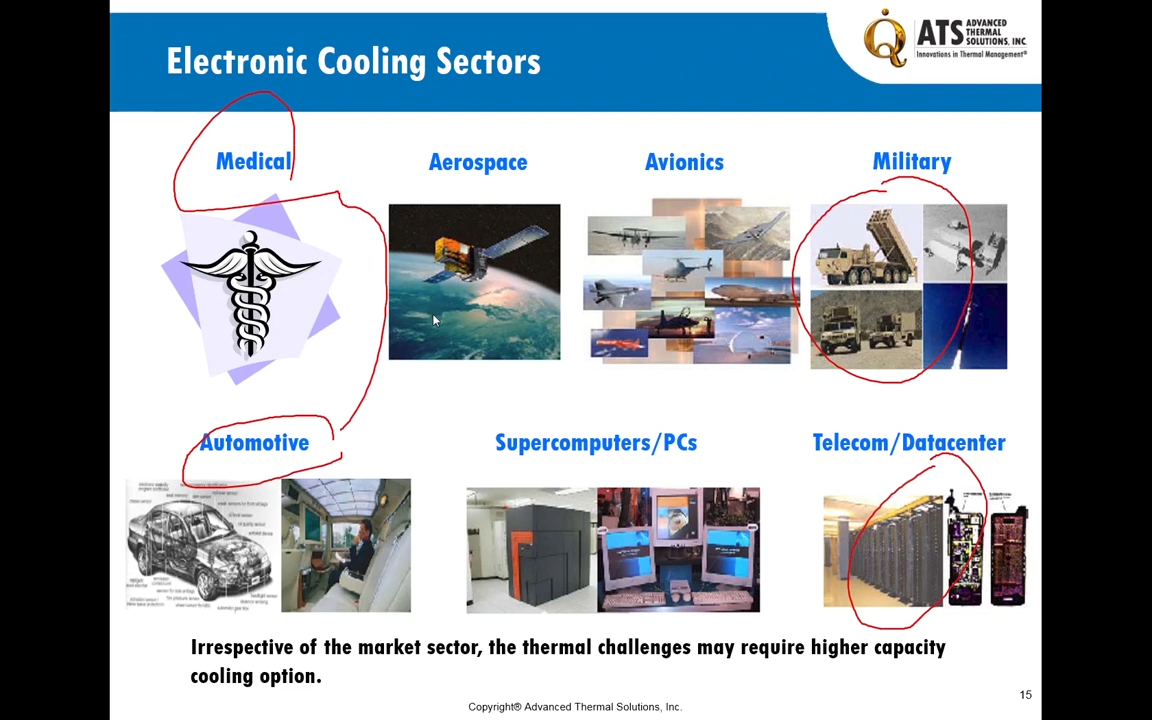 Electronic Cooling Sectors
ATS ADVANCED
THERMAL
SOLUTIONS, INC.
Innovations in Thermal Management®
Medical
Aerospace
Avionics
Military
Automotive
Supercomputers/PCs
Telecom/Datacenter
Irrespective of the market sector, the thermal challenges may require higher capacity
cooling option.
15
Copyright® Advanced Thermal Solutions, Inc.